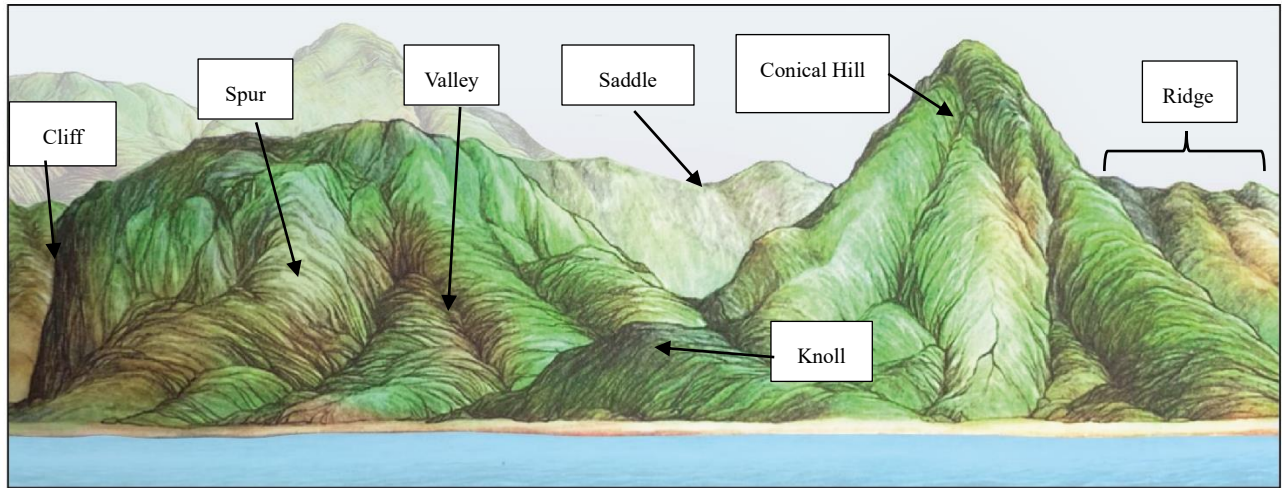 Cliff
Spur
Valley
Saddle
Conical Hill
Ridge
Knoll